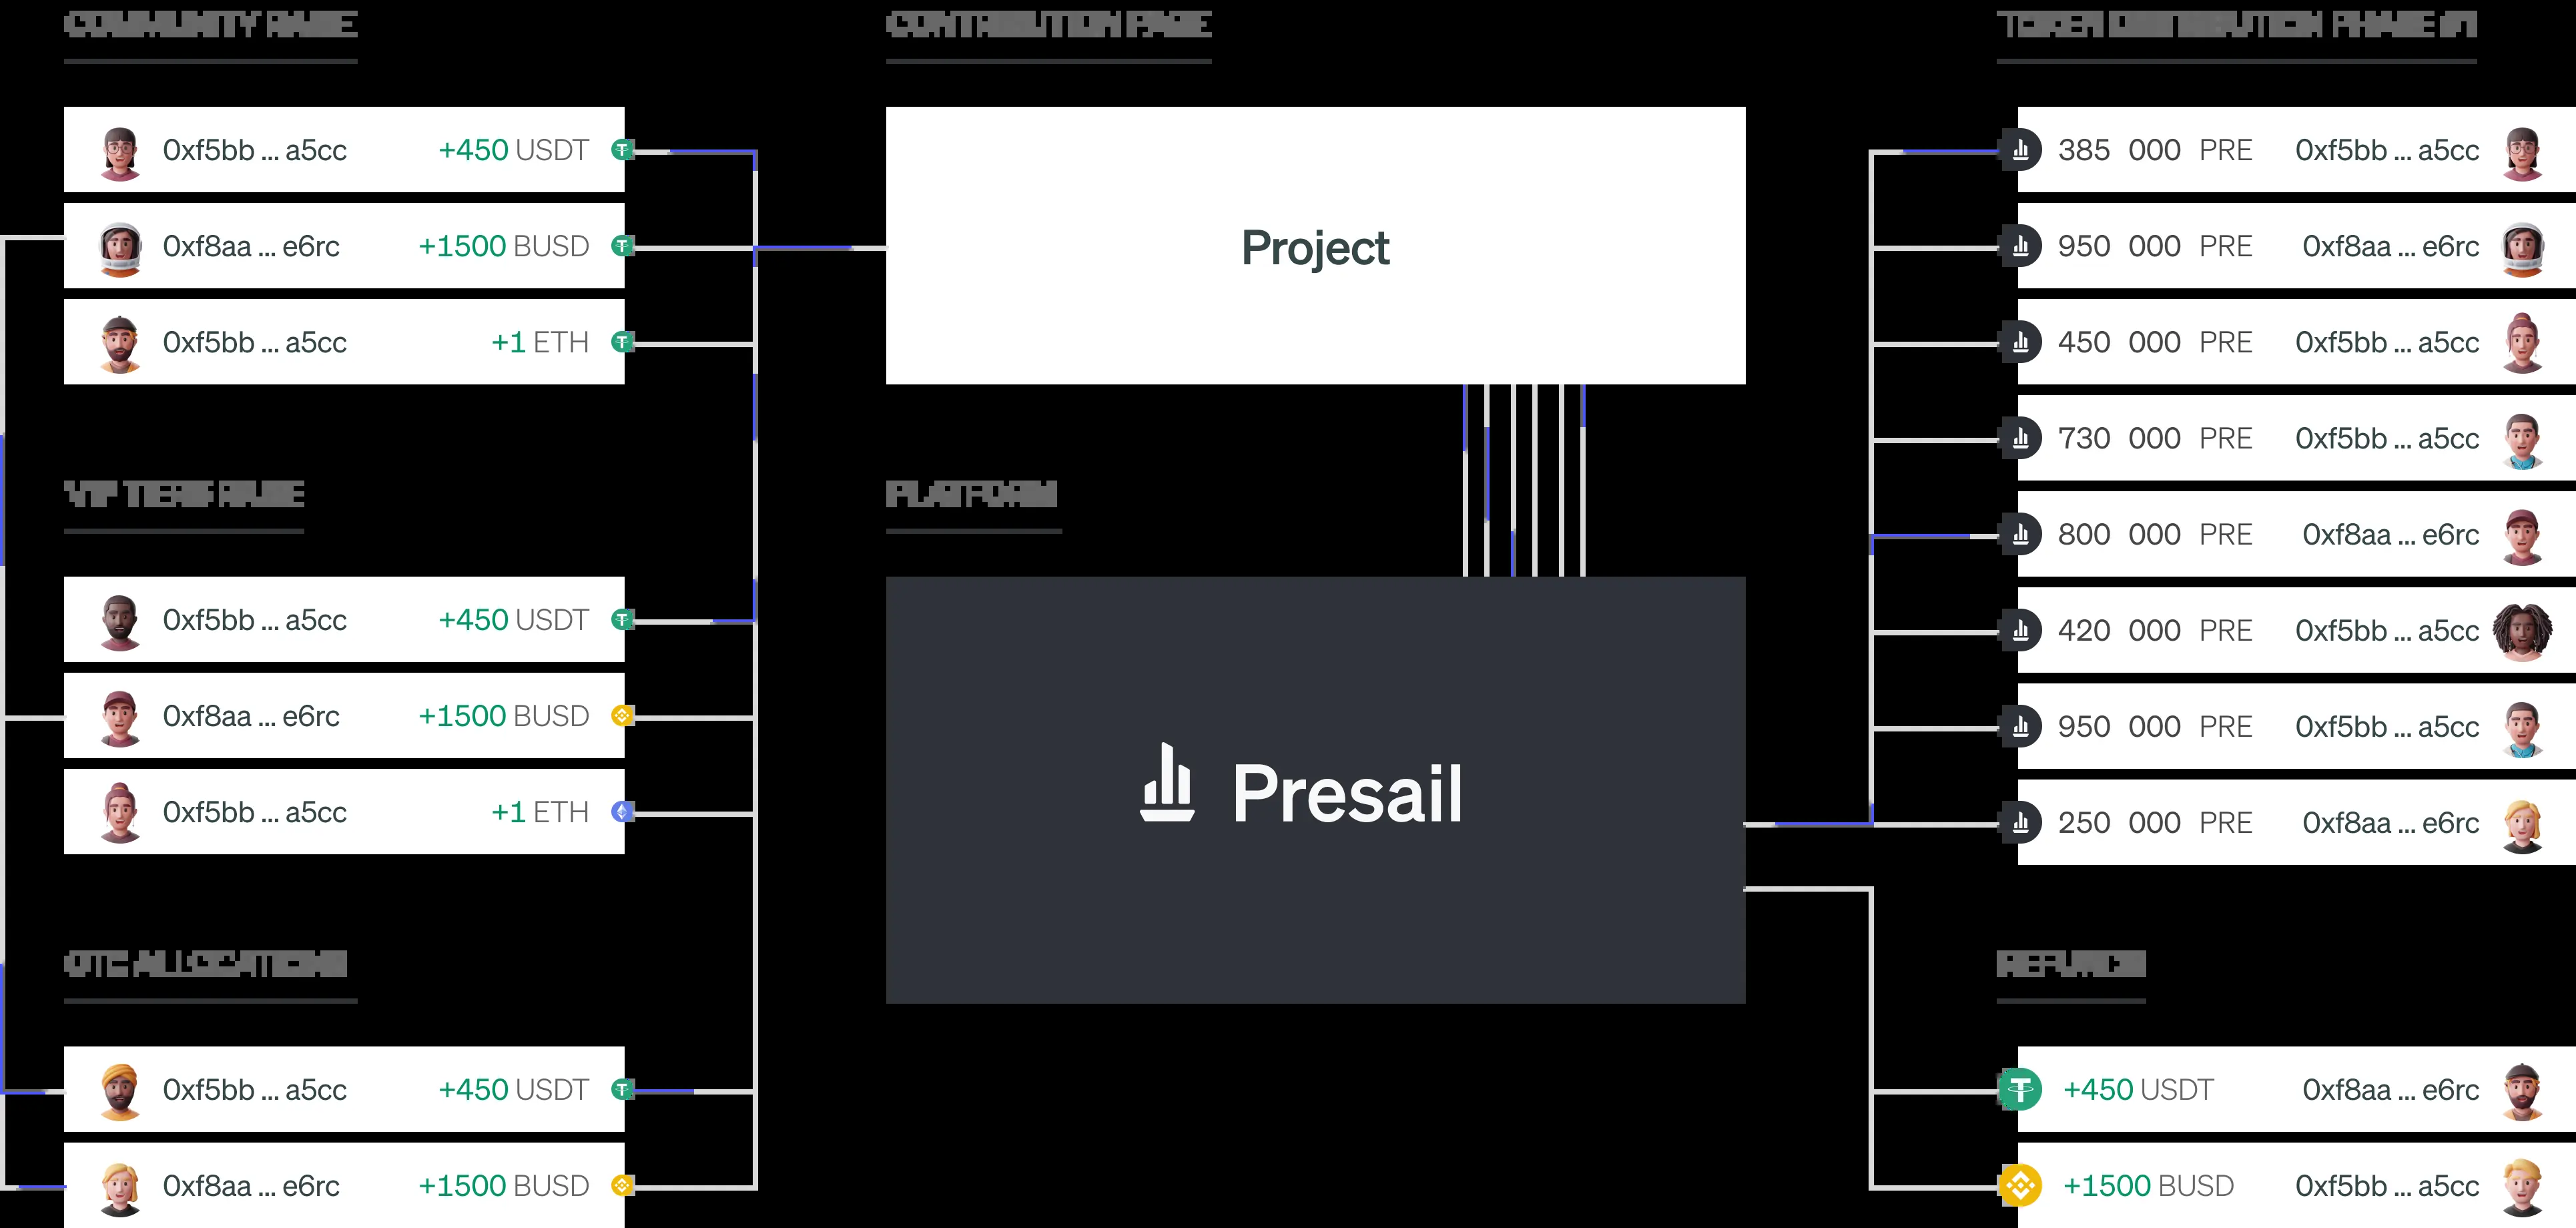 COMMUNITY RAISE
0xf5bb ... a5cc +450 USDT
0xf8aa ... e6rc +1500 BUSD
0xf5bb ... a5cc +1 ETH
VIP TIERS RAISE
0xf5bb ... a5cc +450 USDT
0xf8aa ... e6rc +1500 BUSD
0xf5bb ... a5cc +1 ETH
OTC ALLOCATIONS
0xf5bb ... a5cc +450 USDT
0xf8aa ... e6rc +1500 BUSD
CONTRIBUTION PAGE
Project
PLATFORM
Presail
TOKEN DISTRIBUTION PHASE #1
385 000 PRE 0xf5bb ... a5cc
950 000 PRE 0xf8aa ... e6rc
450 000 PRE 0xf5bb ... a5cc
730 000 PRE 0xf5bb ... a5cc
800 000 PRE 0xf8aa ... e6rc
420 000 PRE 0xf5bb ... a5cc
950 000 PRE 0xf5bb ... a5cc
250 000 PRE 0xf8aa ... e6rc
REFUNDS
+450 USDT 0xf8aa ... e6rc
+1500 BUSD 0xf5bb ... a5cc